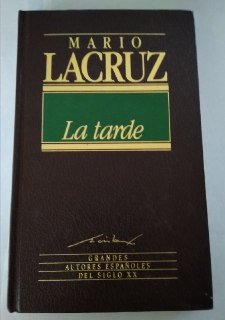 MARIO
LACRUZ
La tarde
GRANDES
AUTORES ESPAÑOLES
DEL SIGLO XX